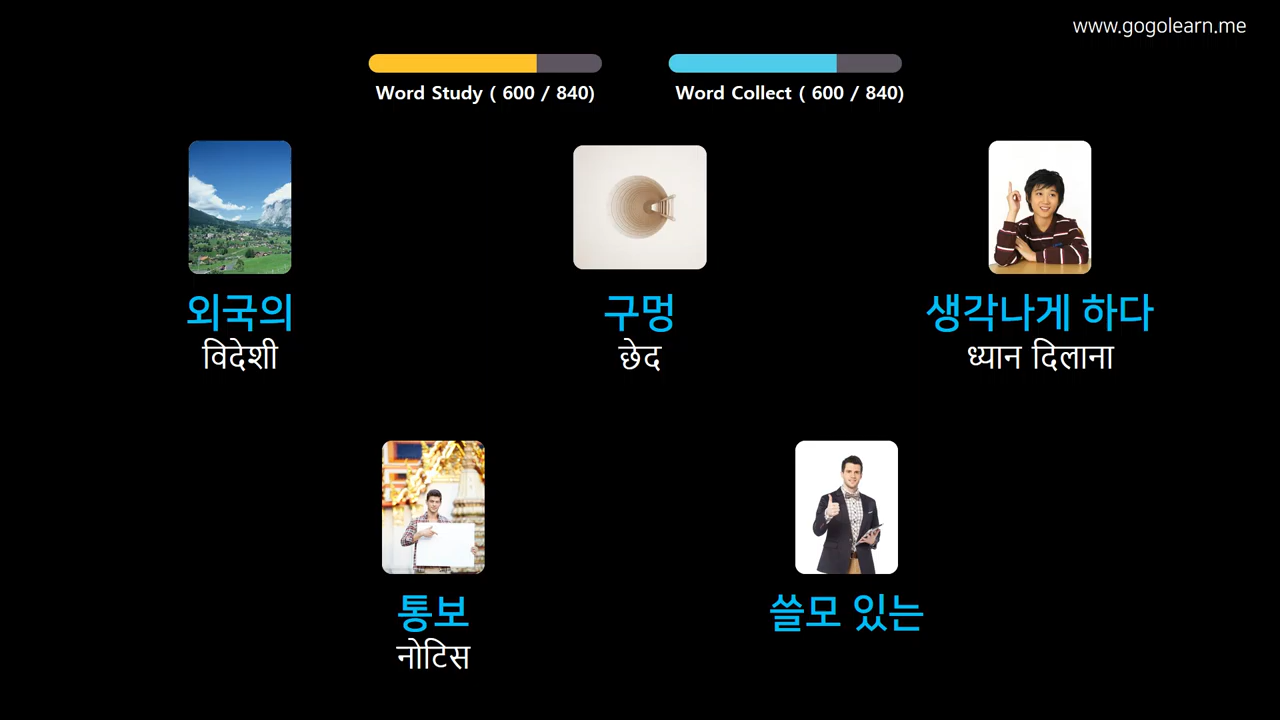 www.gogolearn.me
Word Study ( 600 / 840)
Word Collect ( 600 / 840)
외국의
विदेशी
구멍
छेद
생각나게 하다
ध्यान दिलाना
통보
नोटिस
쓸모 있는